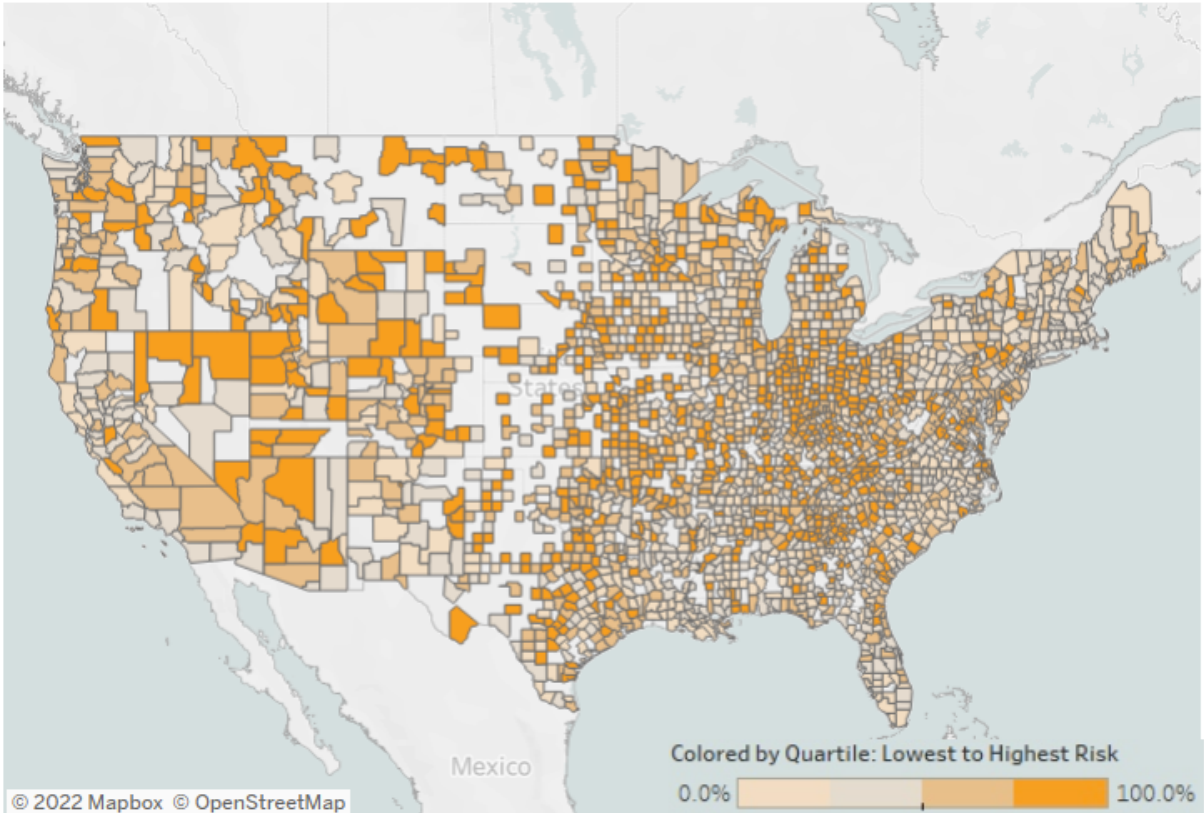 States
Mexico
Colored by Quartile: Lowest to Highest Risk
0.0% 100.0%
© 2022 Mapbox © OpenStreetMap